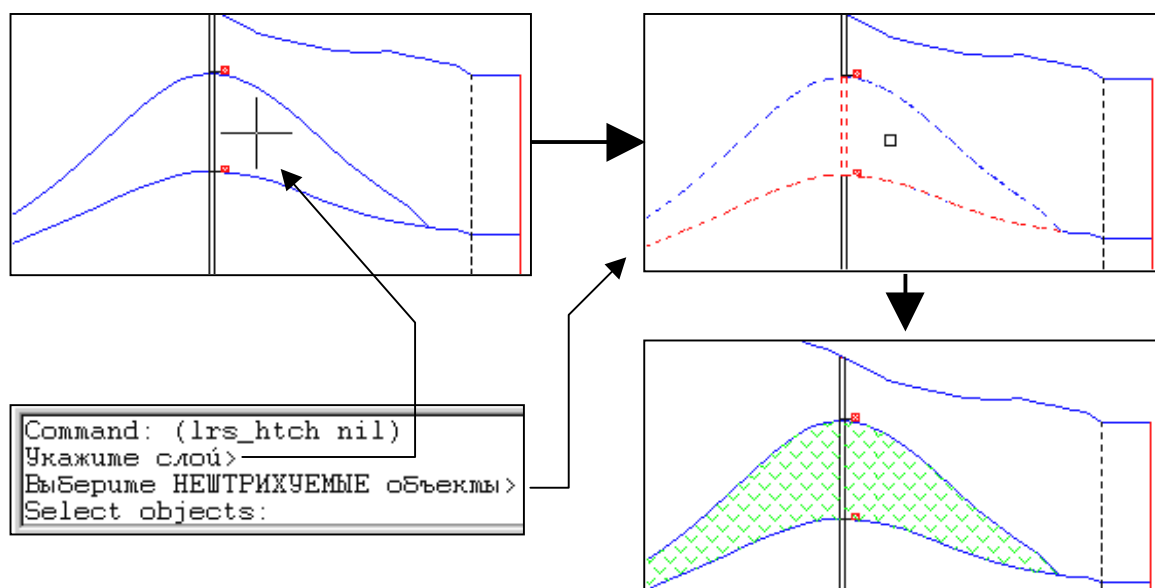 Command: (lrs_htch nil)
Укажите слой>
Выберите НЕШТРИХУЕМЫЕ объекты>
Select objects: